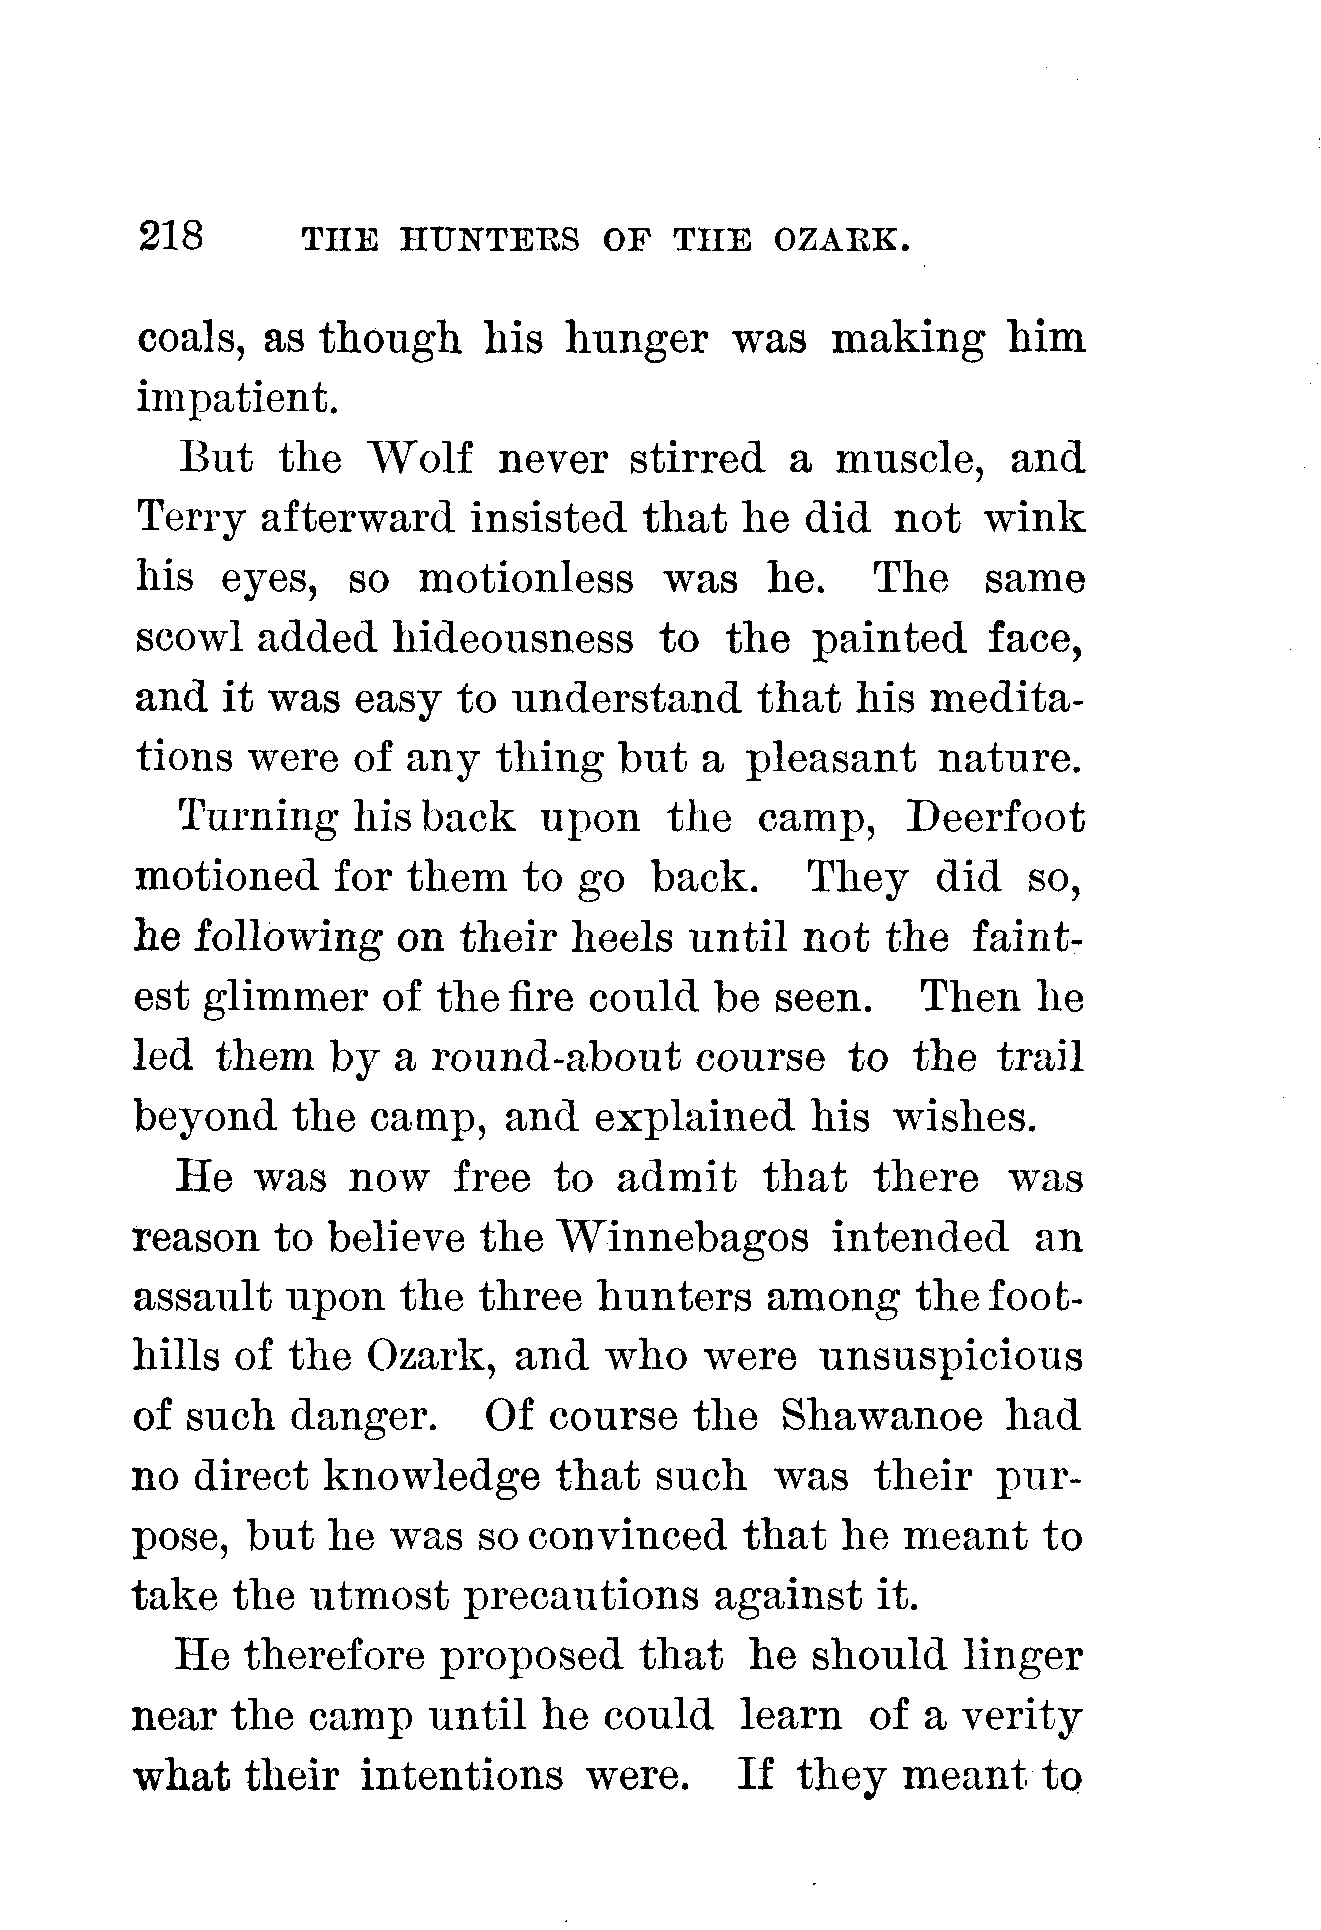 218 THE HUNTERS OF THE OZARK.
coals, as though his hunger was making him
impatient.
But the Wolf never stirred a muscle, and
Terry afterward insisted that he did not wink
his eyes, so motionless was he. The same
scowl added hideousness to the painted face,
and it was easy to understand that his medita-
tions were of any thing but a pleasant nature.
Turning his back upon the camp, Deerfoot
motioned for them to go back. They did so,
he following on their heels until not the faint-
est glimmer of the fire could be seen. Then he
led them by a round-about course to the trail
beyond the camp, and explained his wishes.
He was now free to admit that there was
reason to believe the Winnebagos intended an
assault upon the three hunters among the foot-
hills of the Ozark, and who were unsuspicious
of such danger. Of course the Shawanoe had
no direct knowledge that such was their pur-
pose, but he was so convinced that he meant to
take the utmost precautions against it.
He therefore proposed that he should linger
near the camp until he could learn of a verity
what their intentions were. If they meant to